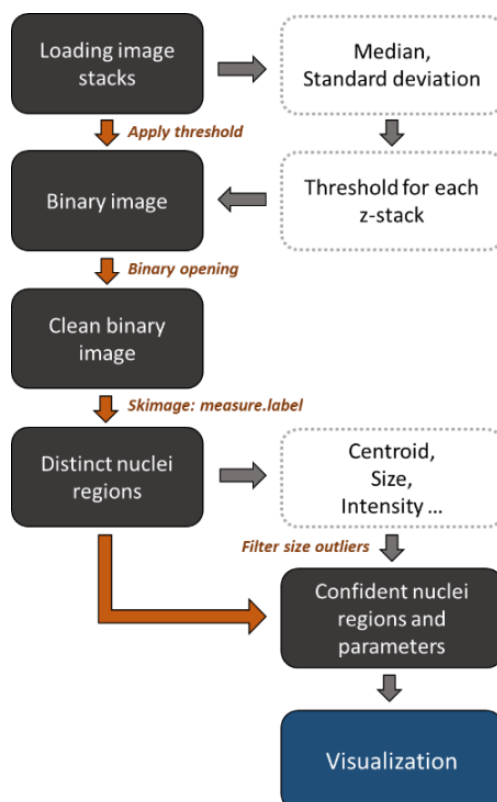 Loading image
stacks
Median,
Standard deviation
Apply threshold
Binary image
Threshold for each
z-stack
Binary opening
Clean binary
image
Skimage: measure.label
Distinct nuclei
regions
Centroid,
Size,
Intensity ...
Filter size outliers
Confident nuclei
regions and
parameters
Visualization